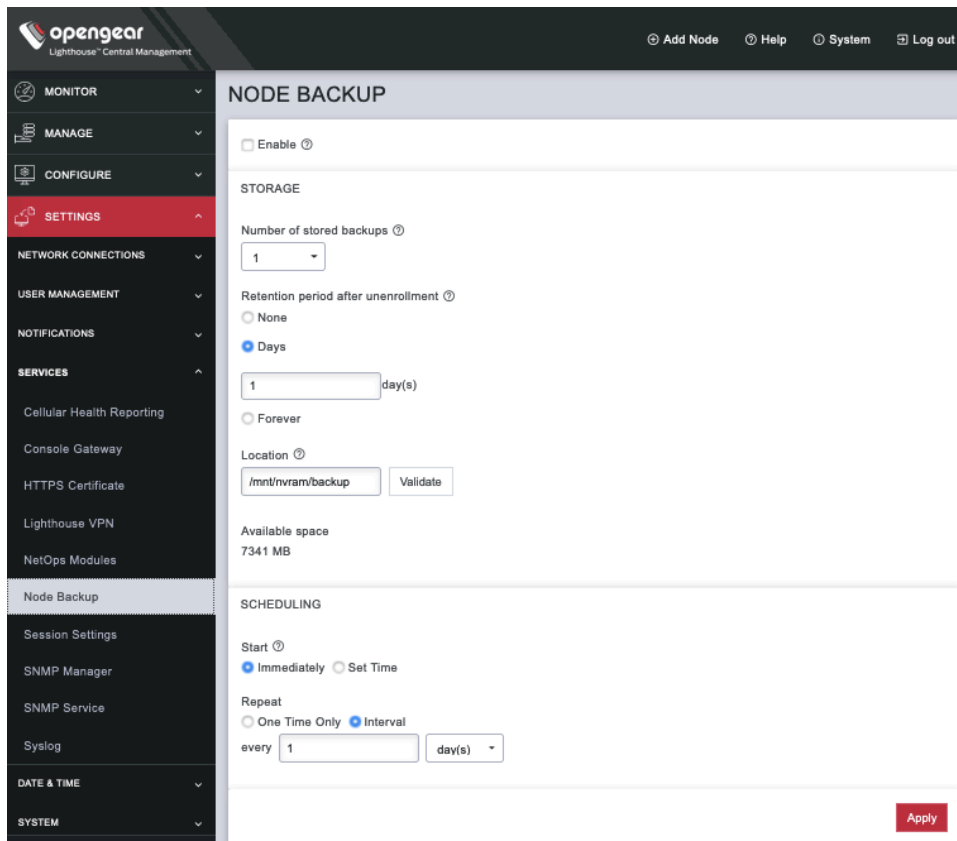 opengear
Lighthouse™ Central Management
Add Node
Help
System
Log out
MONITOR
MANAGE
CONFIGURE
SETTINGS
NETWORK CONNECTIONS
USER MANAGEMENT
NOTIFICATIONS
SERVICES
Cellular Health Reporting
Console Gateway
HTTPS Certificate
Lighthouse VPN
NetOps Modules
Node Backup
Session Settings
SNMP Manager
SNMP Service
Syslog
DATE & TIME
SYSTEM
NODE BACKUP
Enable
STORAGE
Number of stored backups
1
Retention period after unenrollment
None
Days
1 day(s)
Forever
Location
/mnt/nvram/backup Validate
Available space
7341 MB
SCHEDULING
Start
Immediately Set Time
Repeat
One Time Only Interval
every 1 day(s)
Apply